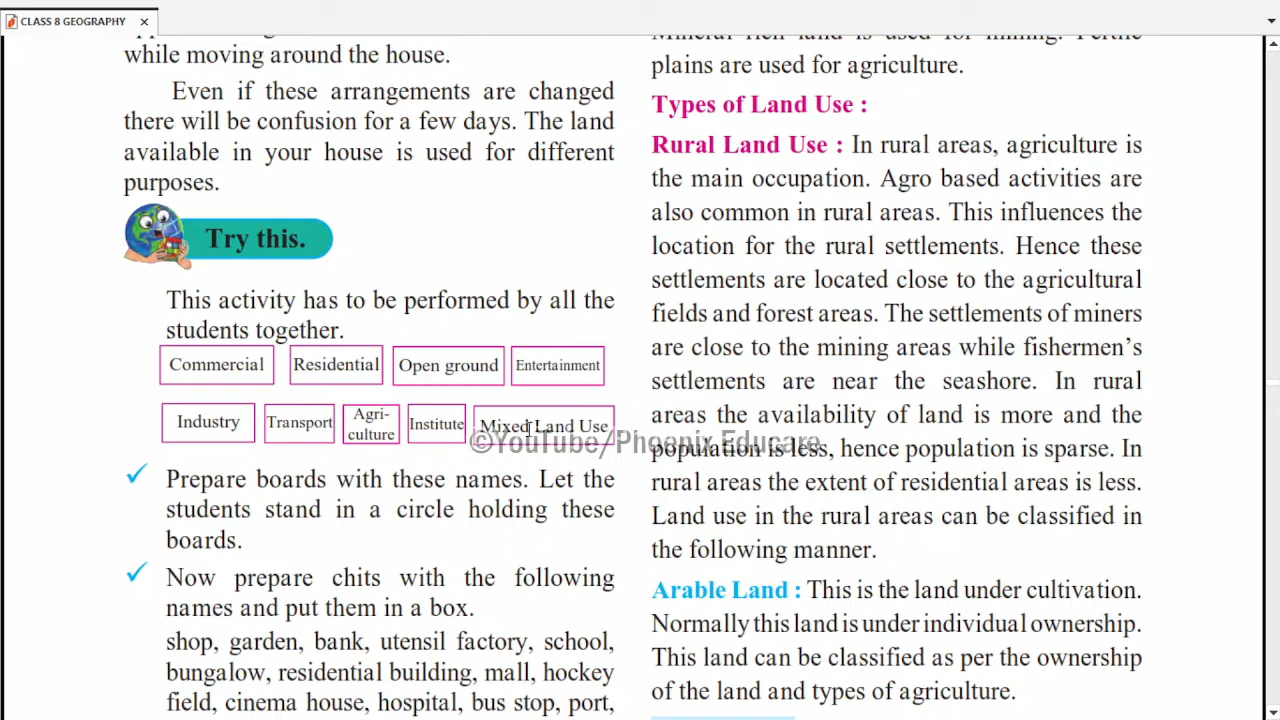 CLASS 8 GEOGRAPHY
while moving around the house.
Even if these arrangements are changed
there will be confusion for a few days. The land
available in your house is used for different
purposes.
Try this.
This activity has to be performed by all the
students together.
Commercial Residential Open ground Entertainment
Industry Transport Agri-
culture Institute Mixed Land Use
©YouTube/Phoenix Educare
Prepare boards with these names. Let the
students stand in a circle holding these
boards.
Now prepare chits with the following
names and put them in a box.
shop, garden, bank, utensil factory, school,
bungalow, residential building, mall, hockey
field, cinema house, hospital, bus stop, port,
Mineral rich land is used for mining. Fertile
plains are used for agriculture.
Types of Land Use :
Rural Land Use : In rural areas, agriculture is
the main occupation. Agro based activities are
also common in rural areas. This influences the
location for the rural settlements. Hence these
settlements are located close to the agricultural
fields and forest areas. The settlements of miners
are close to the mining areas while fishermen's
settlements are near the seashore. In rural
areas the availability of land is more and the
population is less, hence population is sparse. In
rural areas the extent of residential areas is less.
Land use in the rural areas can be classified in
the following manner.
Arable Land : This is the land under cultivation.
Normally this land is under individual ownership.
This land can be classified as per the ownership
of the land and types of agriculture.